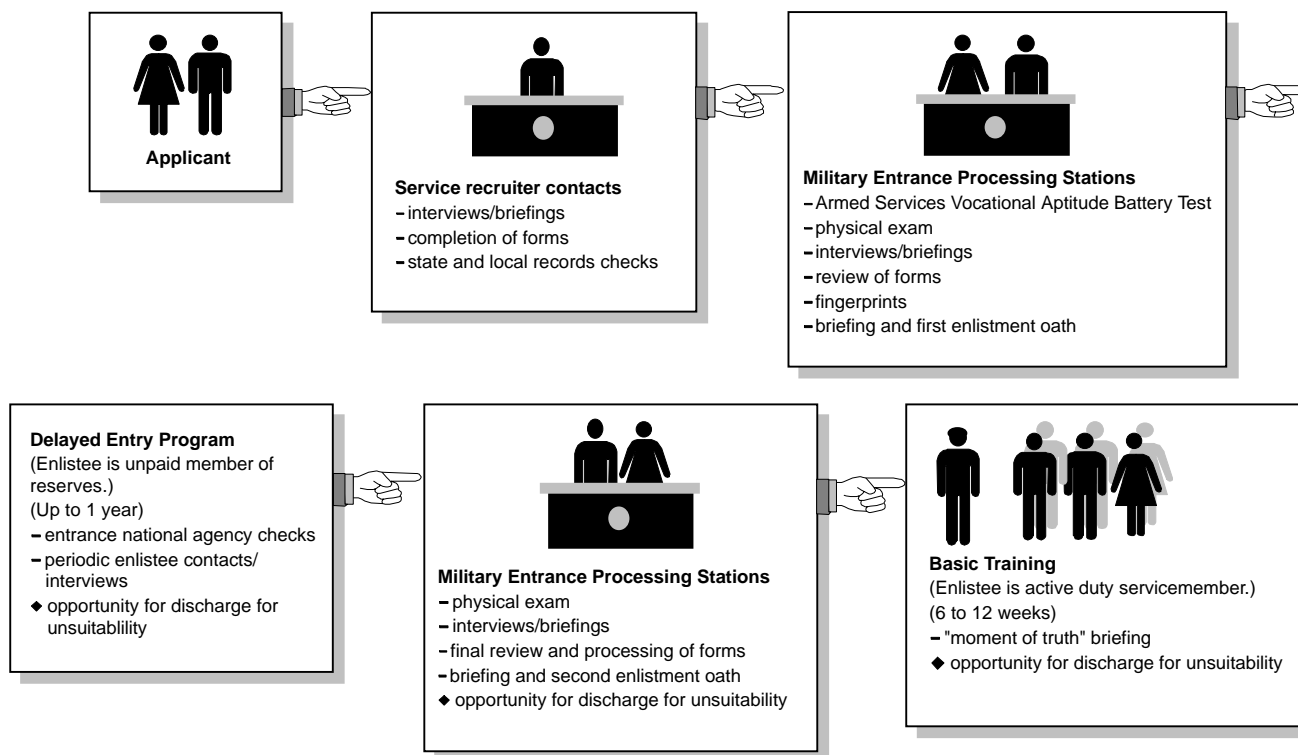 Applicant
Service recruiter contacts
– interviews/briefings
– completion of forms
– state and local records checks
Military Entrance Processing Stations
– Armed Services Vocational Aptitude Battery Test
– physical exam
– interviews/briefings
– review of forms
– fingerprints
– briefing and first enlistment oath
Delayed Entry Program
(Enlistee is unpaid member of
reserves.)
(Up to 1 year)
– entrance national agency checks
– periodic enlistee contacts/
interviews
◆ opportunity for discharge for
unsuitablility
Military Entrance Processing Stations
– physical exam
– interviews/briefings
– final review and processing of forms
– briefing and second enlistment oath
◆ opportunity for discharge for unsuitability
Basic Training
(Enlistee is active duty servicemember.)
(6 to 12 weeks)
– "moment of truth" briefing
◆ opportunity for discharge for unsuitability